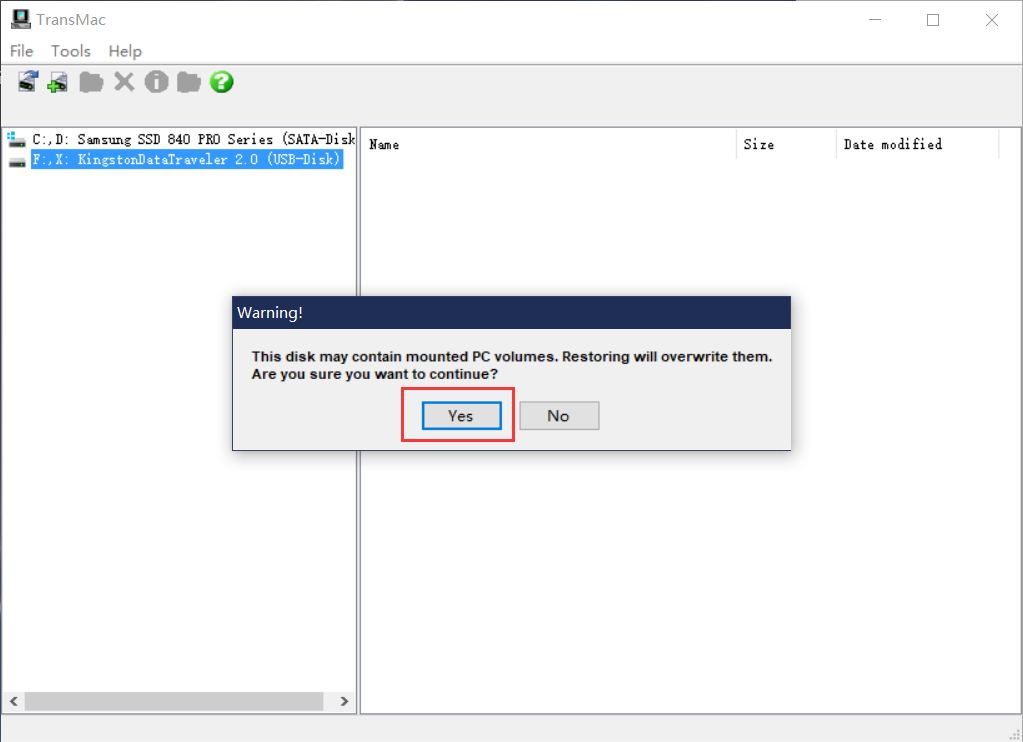 TransMac
File Tools Help
C:,D: Samsung SSD 840 PRO Series (SATA-Disk
F:,X: KingstonDataTraveler 2.0 (USB-Disk)
Name Size Date modified
Warning!
This disk may contain mounted PC volumes. Restoring will overwrite them.
Are you sure you want to continue?
Yes No